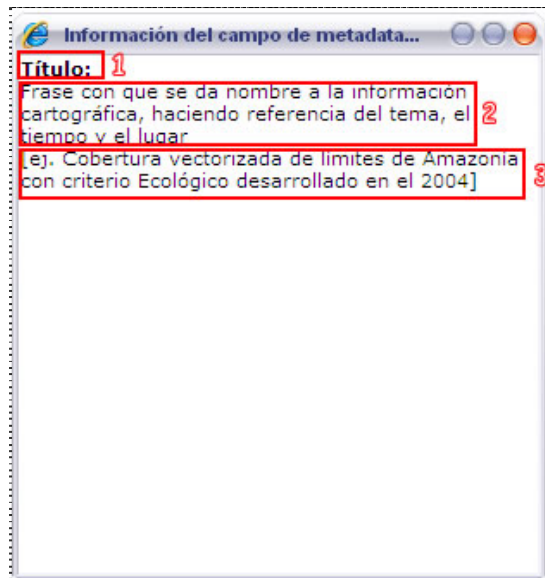 Información del campo de metadata...
Título: 1
Frase con que se da nombre a la información
cartográfica, haciendo referencia del tema, el 2
tiempo y el lugar
[ej. Cobertura vectorizada de límites de Amazonía
con criterio Ecológico desarrollado en el 2004] 3